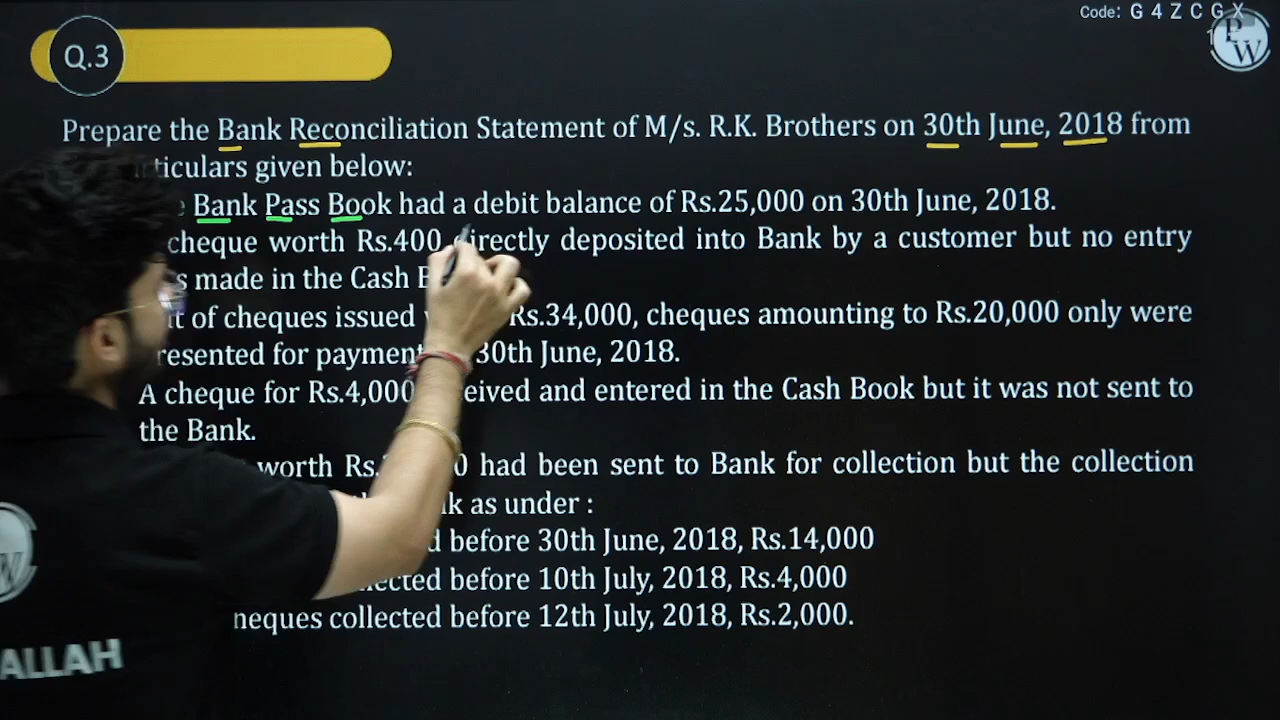 Code: G 4 Z C G X
Q.3
PW
Prepare the Bank Reconciliation Statement of M/s. R.K. Brothers on 30th June, 2018 from
ticulars given below:
Bank Pass Book had a debit balance of Rs.25,000 on 30th June, 2018.
cheque worth Rs.400 directly deposited into Bank by a customer but no entry
made in the Cash
of cheques issued Rs.34,000, cheques amounting to Rs.20,000 only were
resented for payment 30th June, 2018.
A cheque for Rs.4,000 eived and entered in the Cash Book but it was not sent to
the Bank.
worth had been sent to Bank for collection but the collection
as under :
before 30th June, 2018, Rs.14,000
lected before 10th July, 2018, Rs.4,000
heques collected before 12th July, 2018, Rs.2,000.
W
ALLAH